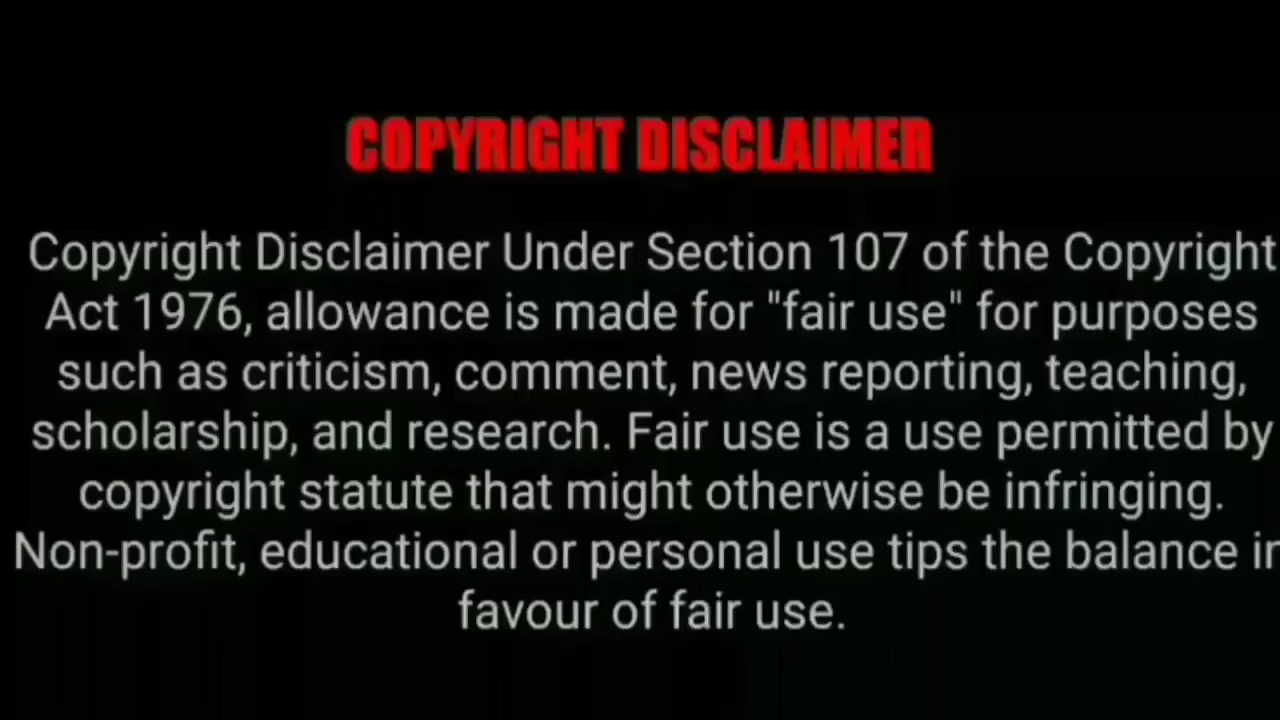 COPYRIGHT DISCLAIMER
Copyright Disclaimer Under Section 107 of the Copyright
Act 1976, allowance is made for "fair use" for purposes
such as criticism, comment, news reporting, teaching,
scholarship, and research. Fair use is a use permitted by
copyright statute that might otherwise be infringing.
Non-profit, educational or personal use tips the balance in
favour of fair use.